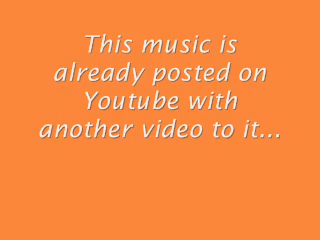 This music is
already posted on
Youtube with
another video to it...